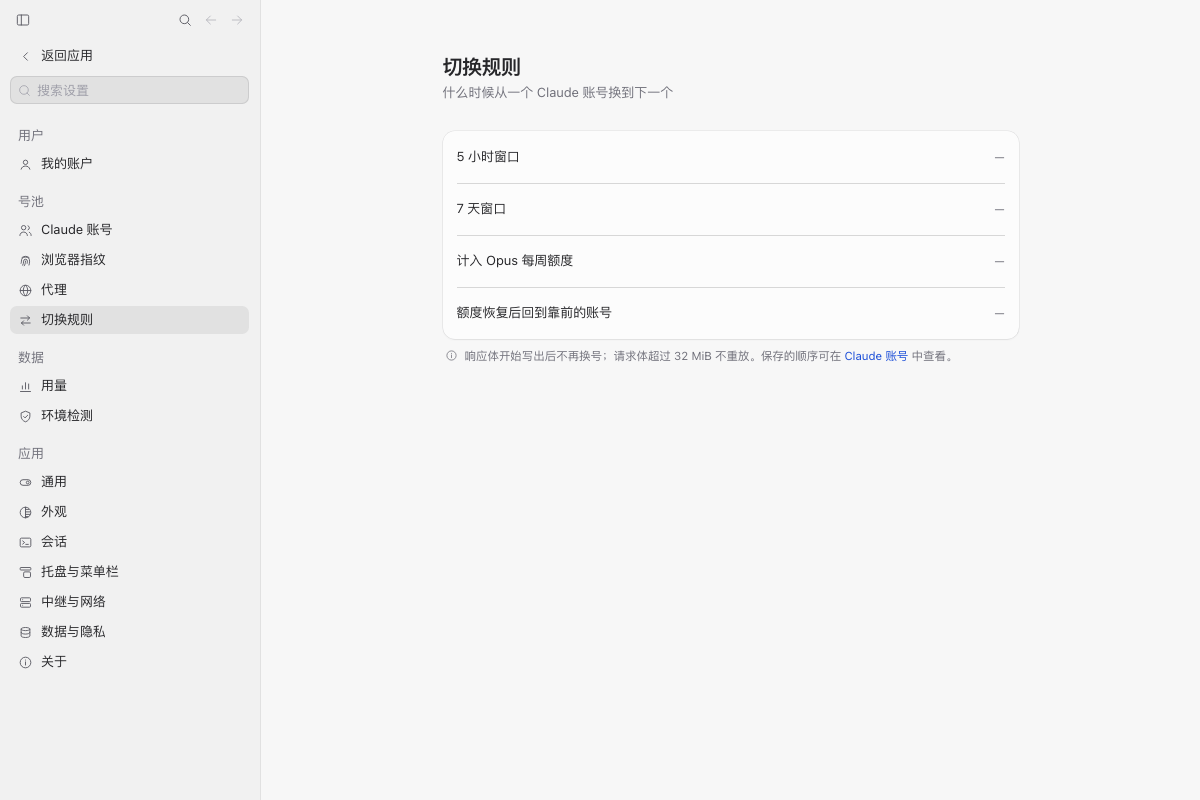 返回应用
搜索设置
用户
我的账户
号池
Claude 账号
浏览器指纹
代理
切换规则
数据
用量
环境检测
应用
通用
外观
会话
托盘与菜单栏
中继与网络
数据与隐私
关于
切换规则
什么时候从一个 Claude 账号换到下一个
5 小时窗口 —
7 天窗口 —
计入 Opus 每周额度 —
额度恢复后回到靠前的账号 —
响应体开始写出后不再换号；请求体超过 32 MiB 不重放。保存的顺序可在 Claude 账号 中查看。